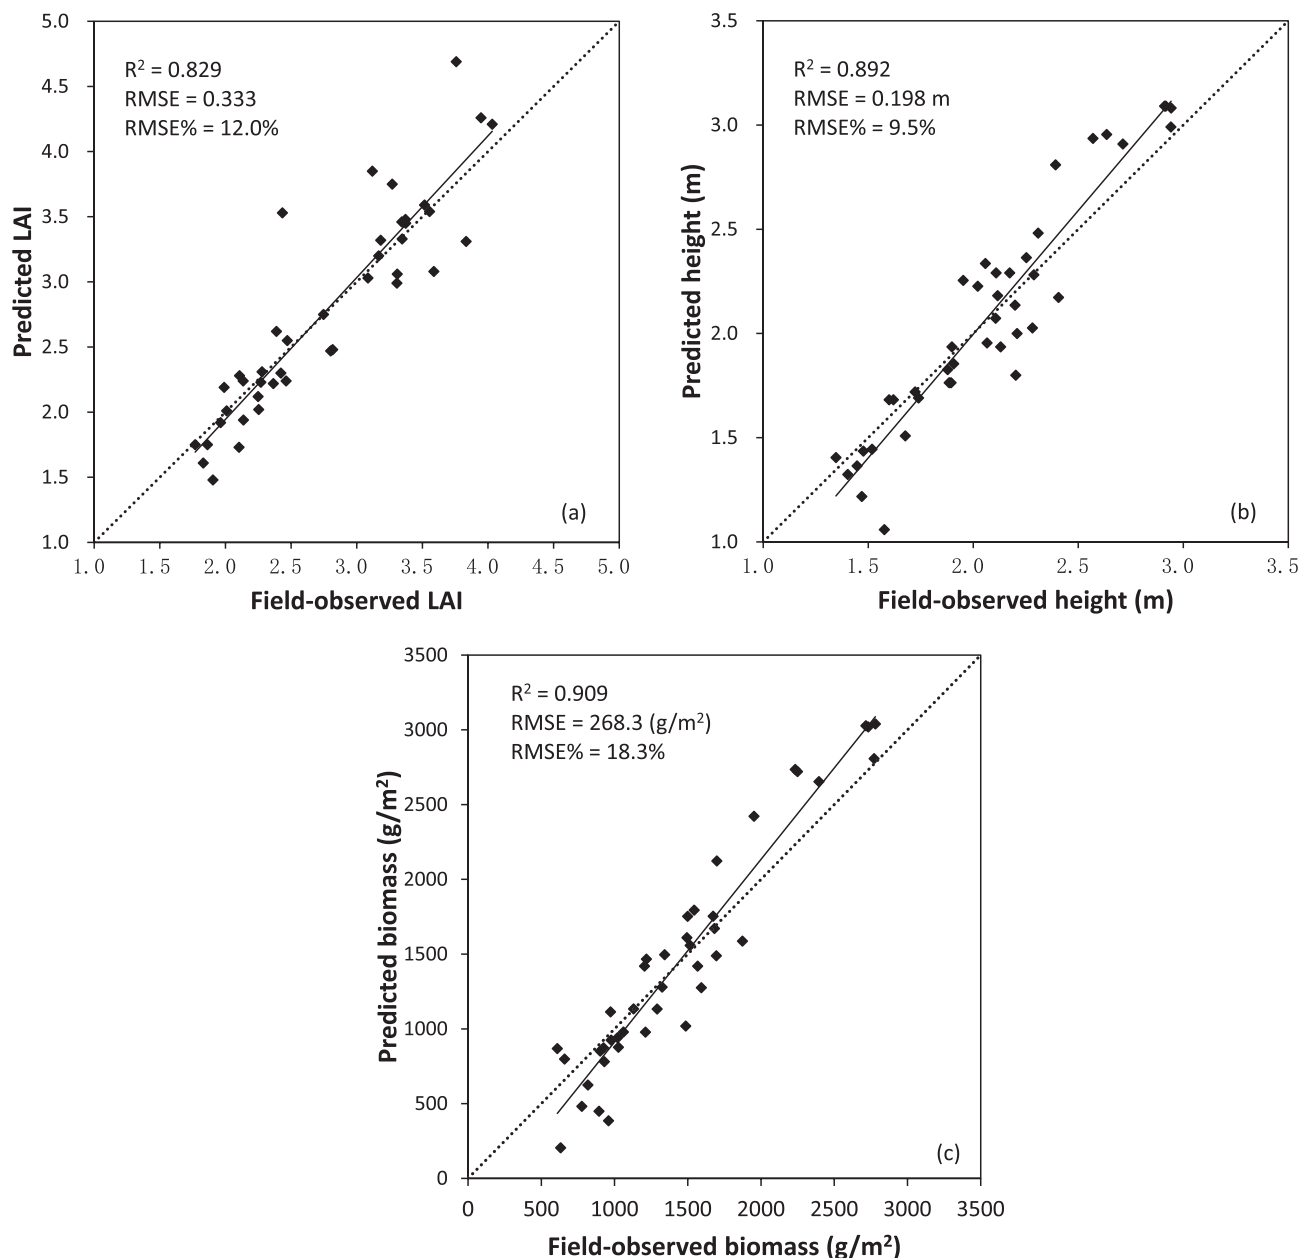 R² = 0.829
RMSE = 0.333
RMSE% = 12.0%
5.0
4.5
4.0
3.5
3.0
2.5
2.0
1.5
1.0
Predicted LAI
(a)
1.0 1.5 2.0 2.5 3.0 3.5 4.0 4.5 5.0
Field-observed LAI
R² = 0.892
RMSE = 0.198 m
RMSE% = 9.5%
3.5
3.0
2.5
2.0
1.5
1.0
Predicted height (m)
(b)
1.0 1.5 2.0 2.5 3.0 3.5
Field-observed height (m)
R² = 0.909
RMSE = 268.3 (g/m²)
RMSE% = 18.3%
3500
3000
2500
2000
1500
1000
500
0
Predicted biomass (g/m²)
(c)
0 500 1000 1500 2000 2500 3000 3500
Field-observed biomass (g/m²)